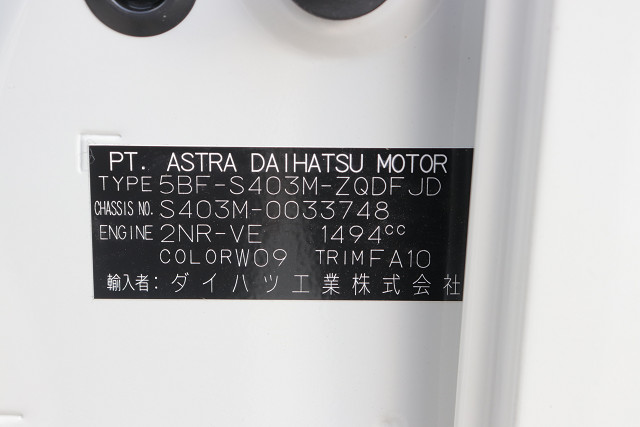 PT. ASTRA DAIHATSU MOTOR
TYPE 5BF-S403M-ZQDFJD
CHASSIS NO. S403M-0033748
ENGINE 2NR-VE 1494cc
COLOR W09 TRIM FA10
輸入者: ダイハツ工業株式会社